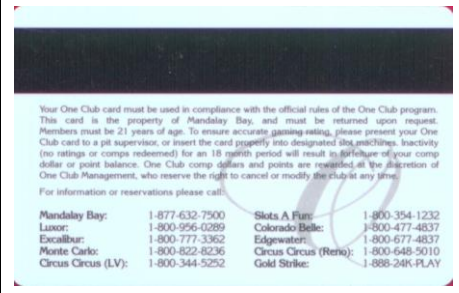 Your One Club card must be used in compliance with the official rules of the One Club program.
This card is the property of Mandalay Bay, and must be returned upon request.
Members must be 21 years of age. To ensure accurate gaming rating, please present your One
Club card to a pit supervisor, or insert the card properly into designated slot machines. Inactivity
(no ratings or comps redeemed) for an 18 month period will result in forfeiture of your comp
dollar or point balance. One Club comp dollars and points are rewarded at the discretion of
One Club Management, who reserve the right to cancel or modify the club at any time.
For information or reservations please call:
Mandalay Bay: 1-877-632-7500 Slots A Fun: 1-800-354-1232
Luxor: 1-800-956-0289 Colorado Belle: 1-800-477-4837
Excalibur: 1-800-777-3362 Edgewater: 1-800-677-4837
Monte Carlo: 1-800-822-8236 Circus Circus (Reno): 1-800-648-5010
Circus Circus (LV): 1-800-344-5252 Gold Strike: 1-888-24K-PLAY